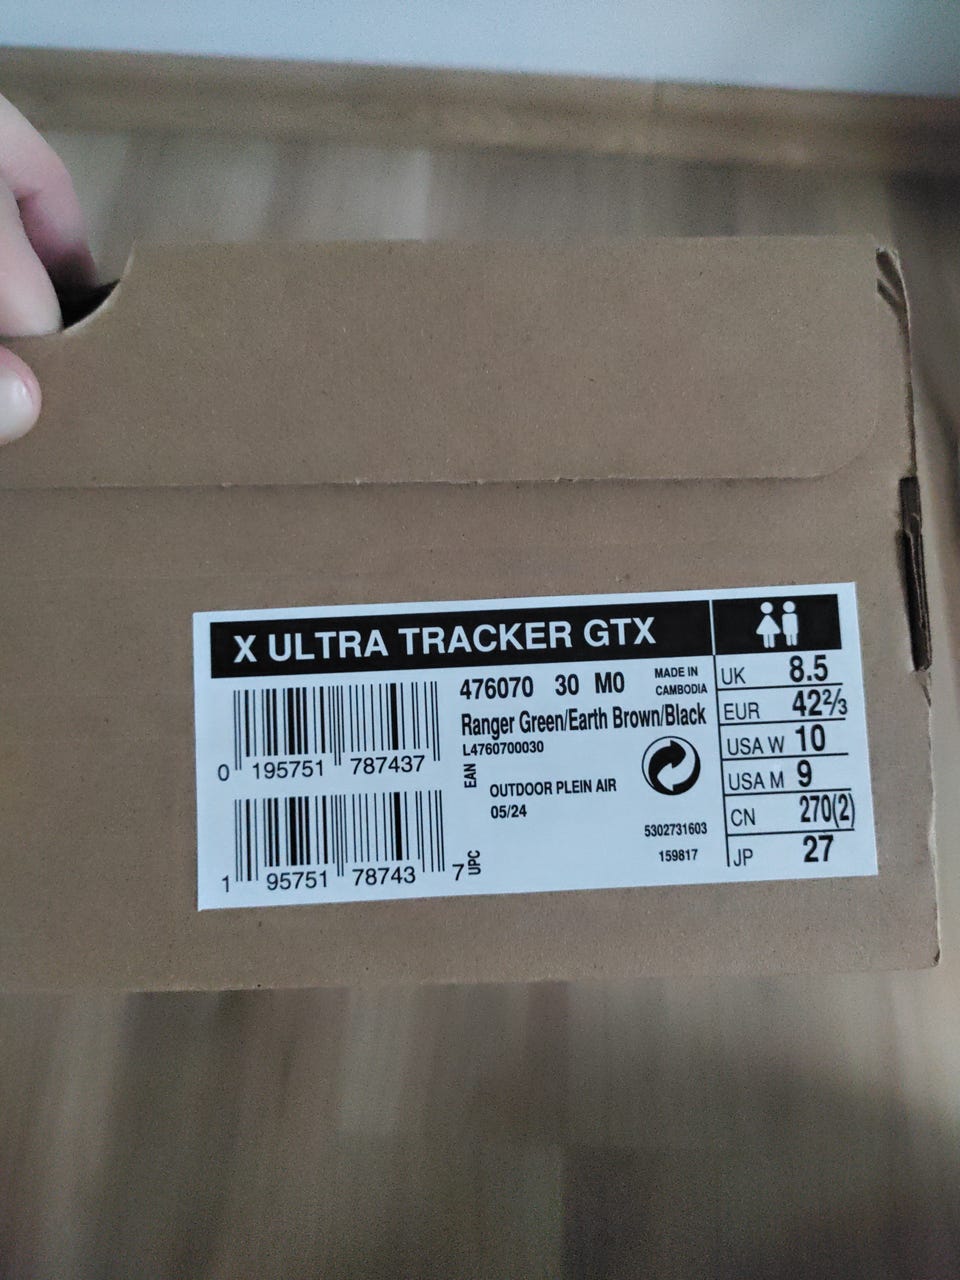 X ULTRA TRACKER GTX
476070 30 M0
MADE IN
CAMBODIA
Ranger Green/Earth Brown/Black
L4760700030
0 195751 787437
EAN
OUTDOOR PLEIN AIR
05/24
5302731603
159817
1 95751 78743 7
UPC
UK 8.5
EUR 42⅔
USA W 10
USA M 9
CN 270(2)
JP 27